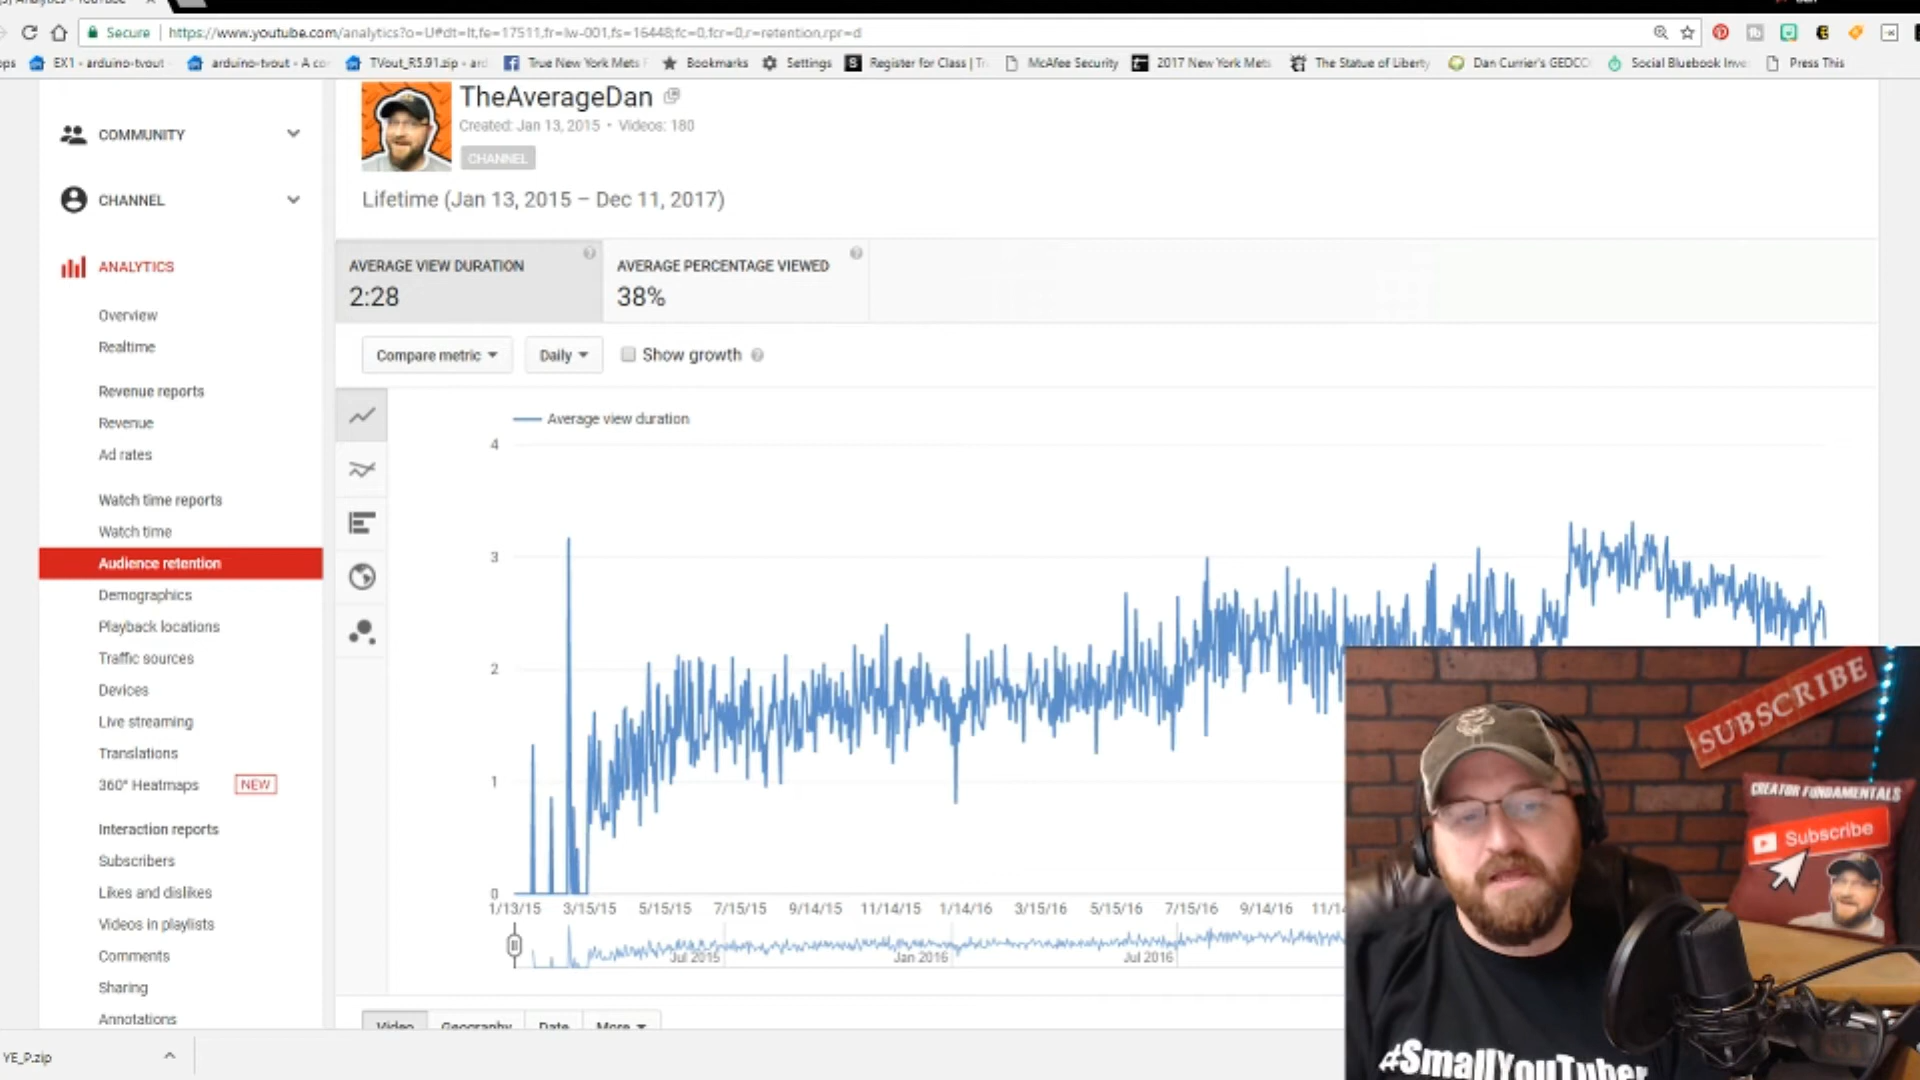 Analytics - YouTube
Secure | https://www.youtube.com/analytics?o=U#dt=lt,fe=17511,fr=lw-001,fs=16448;fc=0,fcr=0,r=retention,rpr=d
EX1 - arduino-tvout
arduino-tvout - A co
TVout_R5.91.zip - ard
True New York Mets F
Bookmarks
Settings
Register for Class | Tr
McAfee Security
2017 New York Mets
The Statue of Liberty
Dan Currier's GEDCO
Social Bluebook Inve
Press This
TheAverageDan
Created: Jan 13, 2015 • Videos: 180
CHANNEL
Lifetime (Jan 13, 2015 – Dec 11, 2017)
COMMUNITY
CHANNEL
ANALYTICS
Overview
Realtime
Revenue reports
Revenue
Ad rates
Watch time reports
Watch time
Audience retention
Demographics
Playback locations
Traffic sources
Devices
Live streaming
Translations
360° Heatmaps NEW
Interaction reports
Subscribers
Likes and dislikes
Videos in playlists
Comments
Sharing
Annotations
AVERAGE VIEW DURATION
2:28
AVERAGE PERCENTAGE VIEWED
38%
Compare metric
Daily
Show growth
Average view duration
4
3
2
1
0
1/13/15 3/15/15 5/15/15 7/15/15 9/14/15 11/14/15 1/14/16 3/15/16 5/15/16 7/15/16 9/14/16 11/14
Jul 2015 Jan 2016 Jul 2016
Video Geography Date More
YE_P.zip
SUBSCRIBE
CREATOR FUNDAMENTALS
Subscribe
#SmallYouTuber